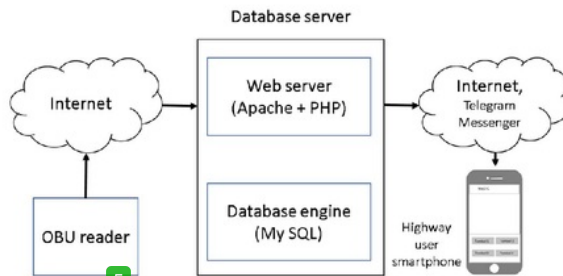 Database server
Internet
Web server
(Apache + PHP)
Internet,
Telegram
Messenger
OBU reader
Database engine
(My SQL)
Highway
user
smartphone